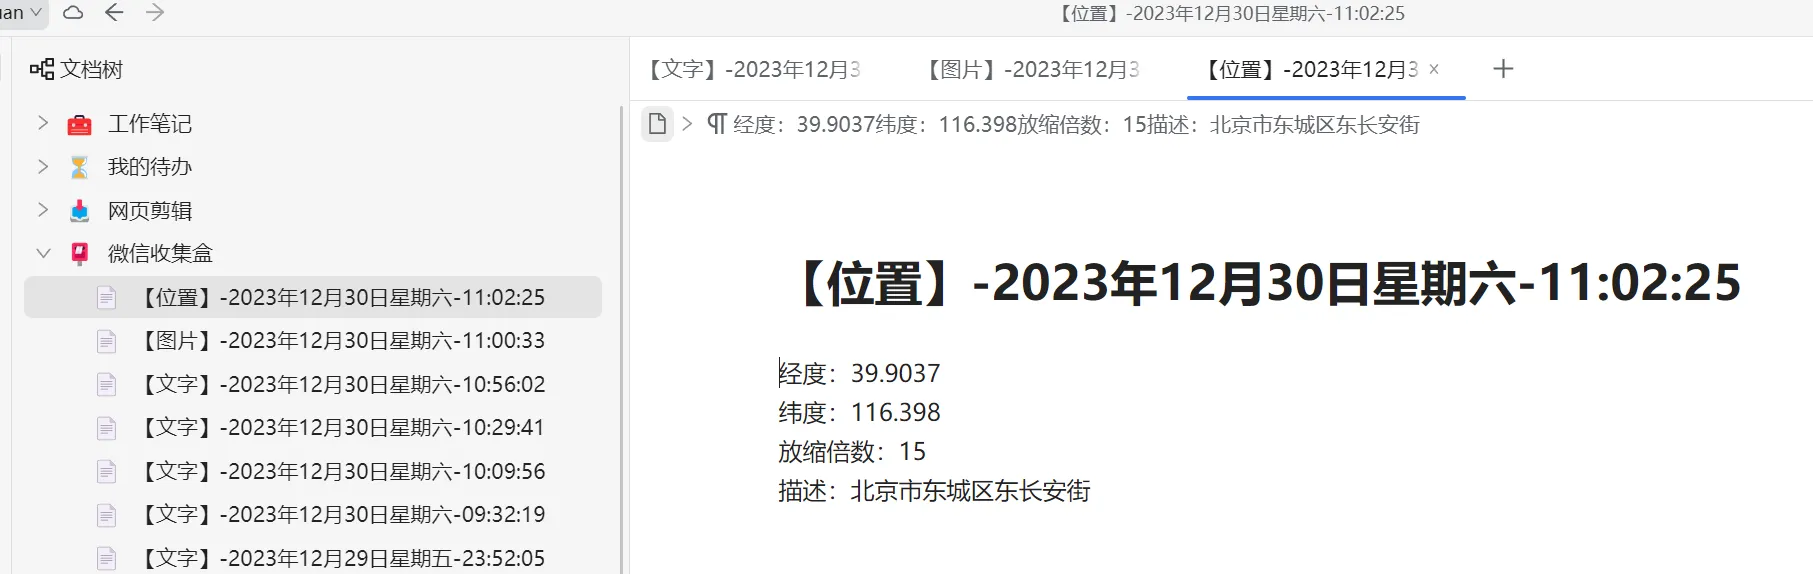 【位置】-2023年12月30日星期六-11:02:25
文档树
工作笔记
我的待办
网页剪辑
微信收集盒
【位置】-2023年12月30日星期六-11:02:25
【图片】-2023年12月30日星期六-11:00:33
【文字】-2023年12月30日星期六-10:56:02
【文字】-2023年12月30日星期六-10:29:41
【文字】-2023年12月30日星期六-10:09:56
【文字】-2023年12月30日星期六-09:32:19
【文字】-2023年12月29日星期五-23:52:05
【文字】-2023年12月3 【图片】-2023年12月3 【位置】-2023年12月3
经度：39.9037纬度：116.398放缩倍数：15描述：北京市东城区东长安街
【位置】-2023年12月30日星期六-11:02:25
经度：39.9037
纬度：116.398
放缩倍数：15
描述：北京市东城区东长安街